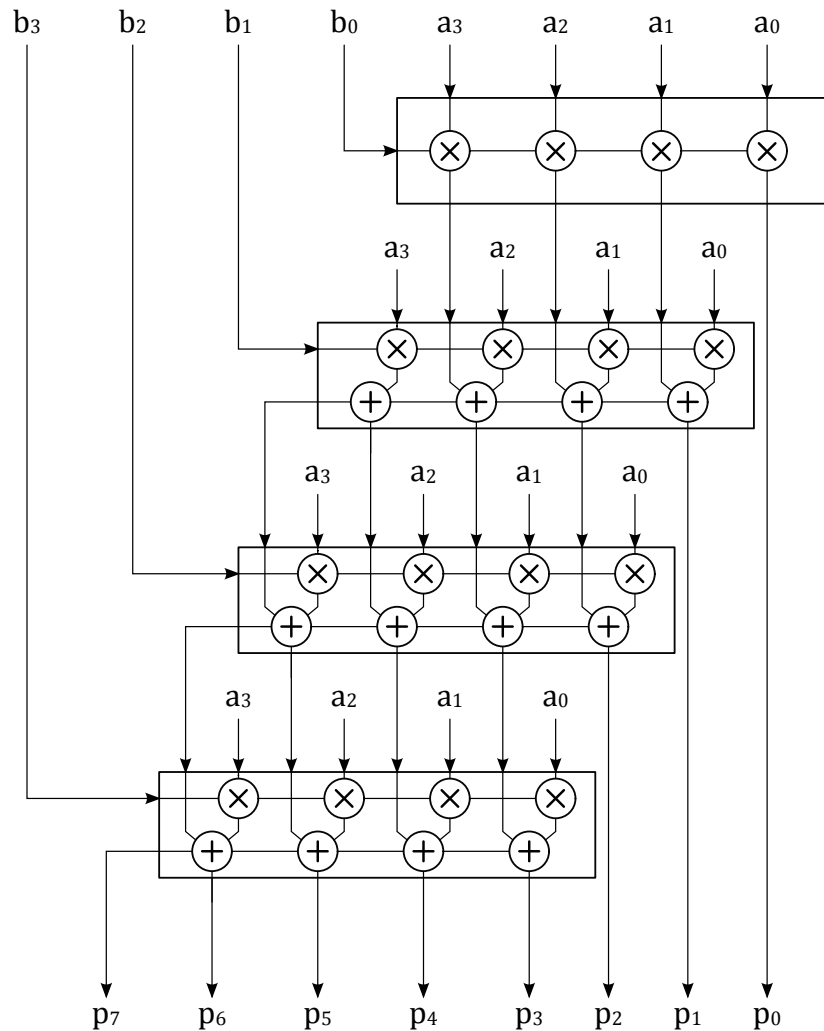 b₃ b₂ b₁ b₀ a₃ a₂ a₁ a₀
a₃ a₂ a₁ a₀
a₃ a₂ a₁ a₀
a₃ a₂ a₁ a₀
p₇ p₆ p₅ p₄ p₃ p₂ p₁ p₀